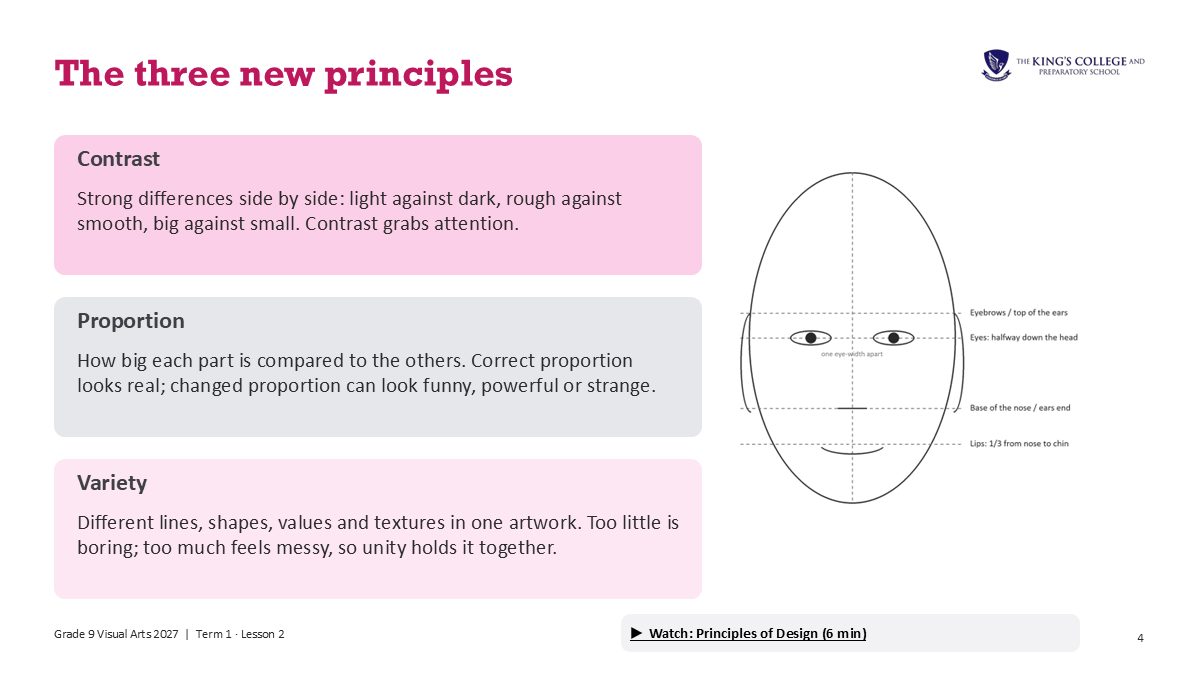 The three new principles
THE KING'S COLLEGE AND
PREPARATORY SCHOOL
Contrast
Strong differences side by side: light against dark, rough against
smooth, big against small. Contrast grabs attention.
Proportion
How big each part is compared to the others. Correct proportion
looks real; changed proportion can look funny, powerful or strange.
Variety
Different lines, shapes, values and textures in one artwork. Too little is
boring; too much feels messy, so unity holds it together.
Eyebrows / top of the ears
Eyes: halfway down the head
one eye-width apart
Base of the nose / ears end
Lips: 1/3 from nose to chin
Grade 9 Visual Arts 2027 | Term 1 · Lesson 2
▶ Watch: Principles of Design (6 min)
4